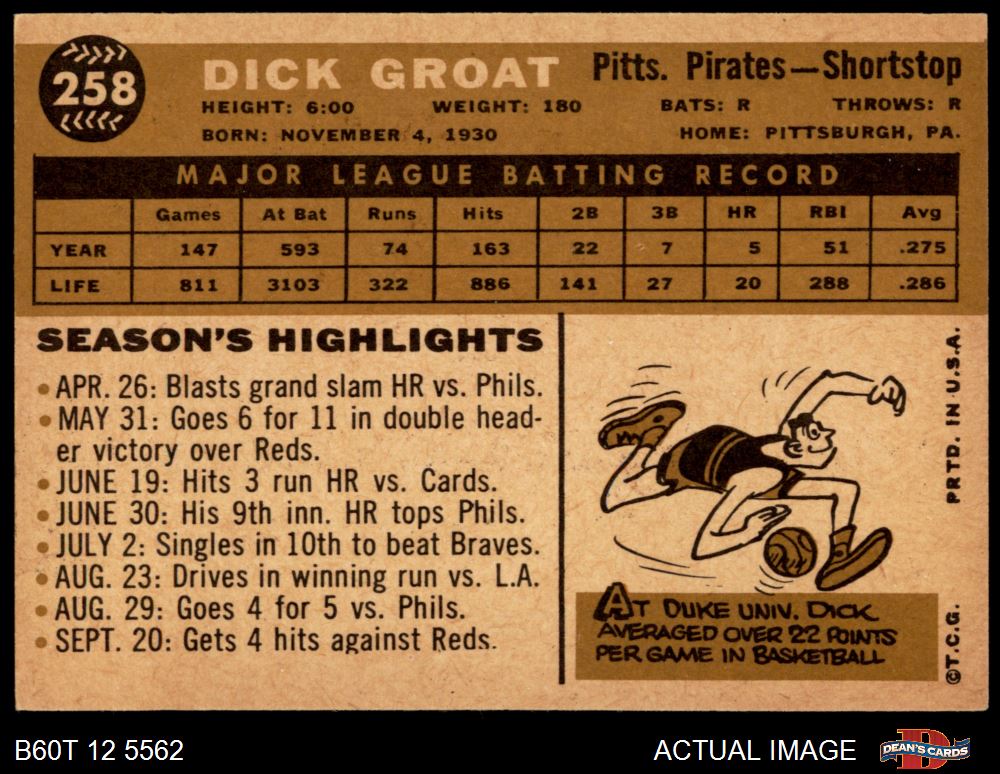 258
DICK GROAT Pitts. Pirates—Shortstop
HEIGHT: 6:00 WEIGHT: 180 BATS: R THROWS: R
BORN: NOVEMBER 4, 1930 HOME: PITTSBURGH, PA.
MAJOR LEAGUE BATTING RECORD
Games At Bat Runs Hits 2B 3B HR RBI Avg
YEAR 147 593 74 163 22 7 5 51 .275
LIFE 811 3103 322 886 141 27 20 288 .286
SEASON'S HIGHLIGHTS
• APR. 26: Blasts grand slam HR vs. Phils.
• MAY 31: Goes 6 for 11 in double head-
er victory over Reds.
• JUNE 19: Hits 3 run HR vs. Cards.
• JUNE 30: His 9th inn. HR tops Phils.
• JULY 2: Singles in 10th to beat Braves.
• AUG. 23: Drives in winning run vs. L.A.
• AUG. 29: Goes 4 for 5 vs. Phils.
• SEPT. 20: Gets 4 hits against Reds.
AT DUKE UNIV. DICK
AVERAGED OVER 22 POINTS
PER GAME IN BASKETBALL
©T.C.G. PRTD. IN U.S.A.
B60T 12 5562 ACTUAL IMAGE DEAN'S CARDS